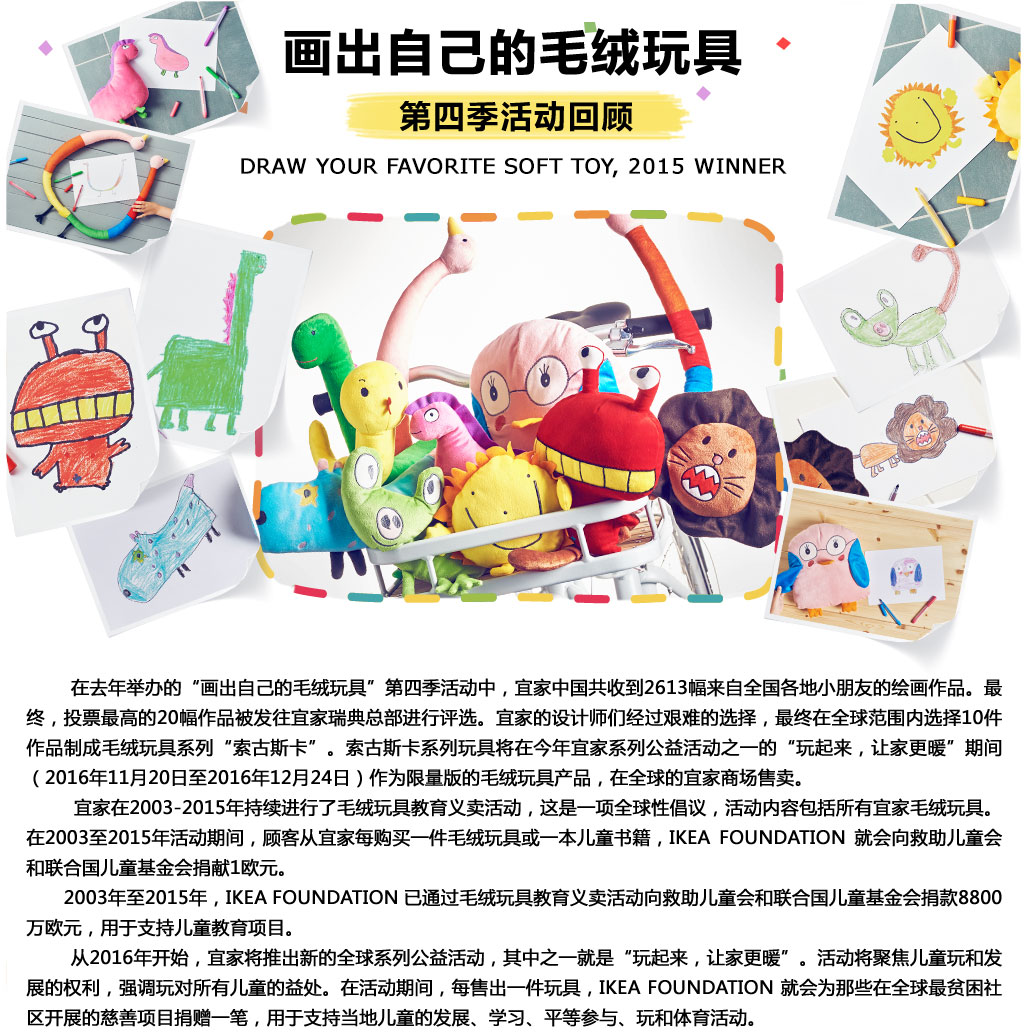 画出自己的毛绒玩具
第四季活动回顾
DRAW YOUR FAVORITE SOFT TOY, 2015 WINNER
在去年举办的“画出自己的毛绒玩具”第四季活动中，宜家中国共收到2613幅来自全国各地小朋友的绘画作品。最
终，投票最高的20幅作品被发往宜家瑞典总部进行评选。宜家的设计师们经过艰难的选择，最终在全球范围内选择10件
作品制成毛绒玩具系列“索古斯卡”。索古斯卡系列玩具将在今年宜家系列公益活动之一的“玩起来，让家更暖”期间
（2016年11月20日至2016年12月24日）作为限量版的毛绒玩具产品，在全球的宜家商场售卖。
宜家在2003-2015年持续进行了毛绒玩具教育义卖活动，这是一项全球性倡议，活动内容包括所有宜家毛绒玩具。
在2003至2015年活动期间，顾客从宜家每购买一件毛绒玩具或一本儿童书籍，IKEA FOUNDATION 就会向救助儿童会
和联合国儿童基金会捐献1欧元。
2003年至2015年，IKEA FOUNDATION 已通过毛绒玩具教育义卖活动向救助儿童会和联合国儿童基金会捐款8800
万欧元，用于支持儿童教育项目。
从2016年开始，宜家将推出新的全球系列公益活动，其中之一就是“玩起来，让家更暖”。活动将聚焦儿童玩和发
展的权利，强调玩对所有儿童的益处。在活动期间，每售出一件玩具，IKEA FOUNDATION 就会为那些在全球最贫困社
区开展的慈善项目捐赠一笔，用于支持当地儿童的发展、学习、平等参与、玩和体育活动。